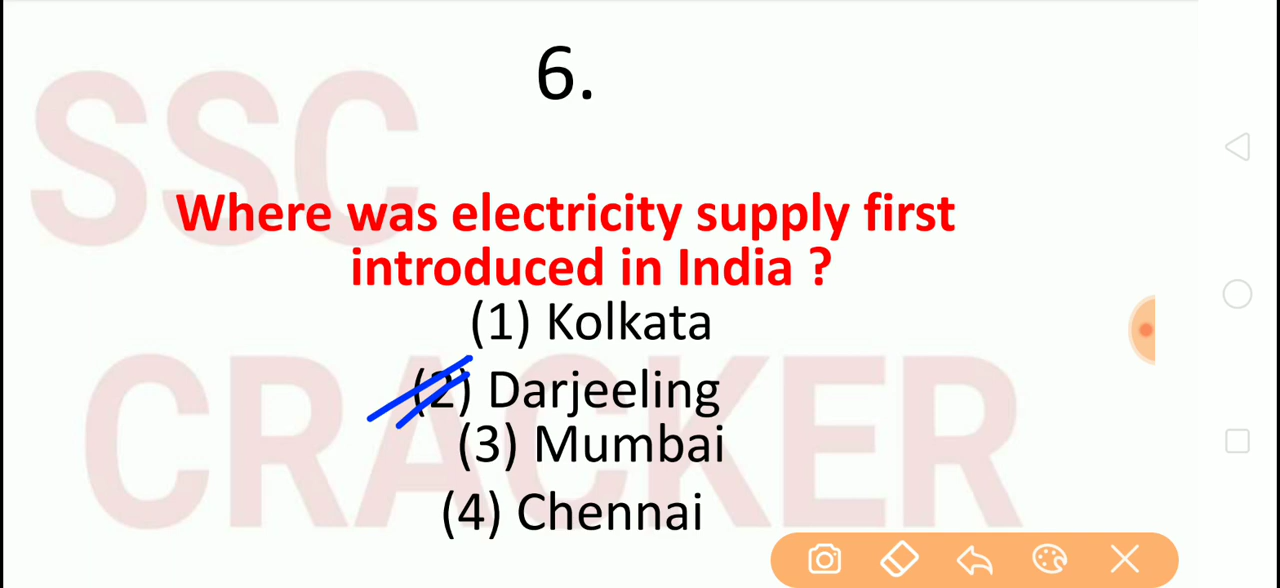 6.
SSC
Where was electricity supply first
introduced in India ?
(1) Kolkata
(2) Darjeeling
(3) Mumbai
(4) Chennai
CRACKER